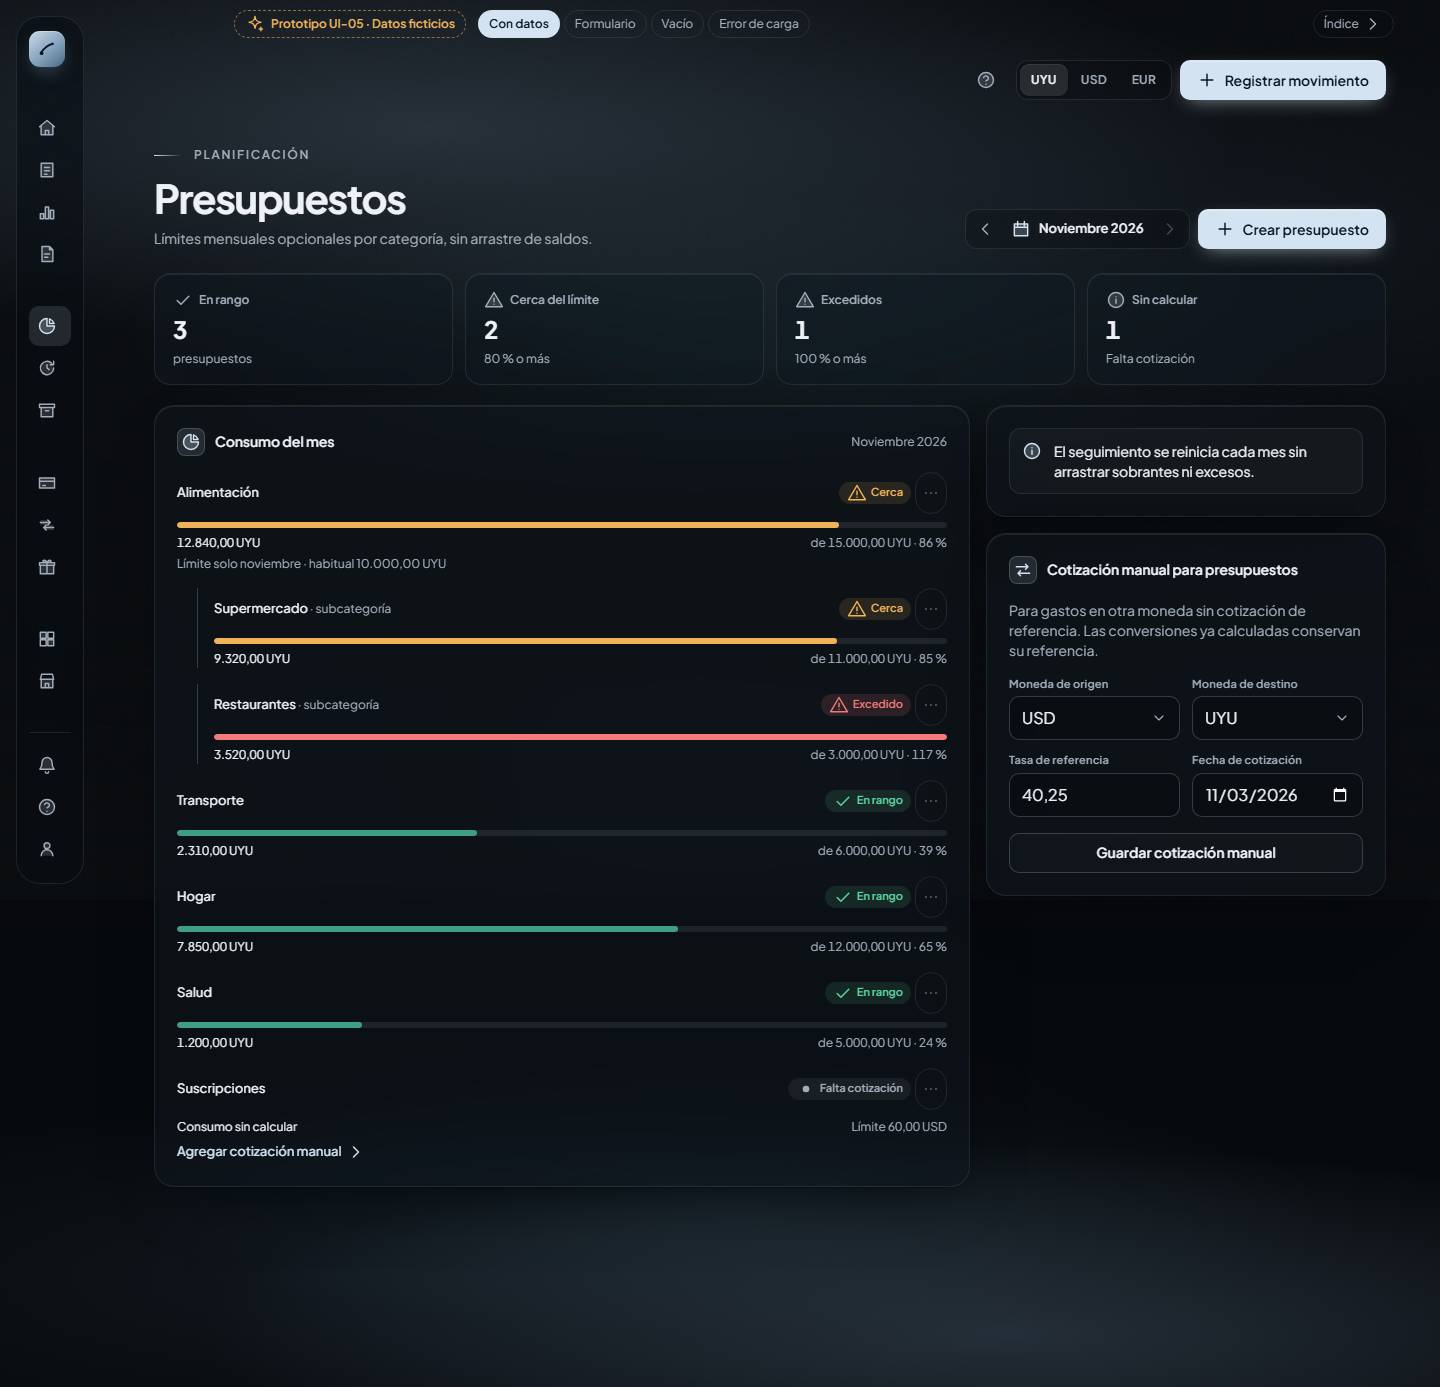 Prototipo UI-05 · Datos ficticios
Con datos
Formulario
Vacío
Error de carga
Índice
UYU
USD
EUR
Registrar movimiento
PLANIFICACIÓN
Presupuestos
Límites mensuales opcionales por categoría, sin arrastre de saldos.
Noviembre 2026
Crear presupuesto
En rango
3
presupuestos
Cerca del límite
2
80 % o más
Excedidos
1
100 % o más
Sin calcular
1
Falta cotización
Consumo del mes
Noviembre 2026
Alimentación
Cerca
12.840,00 UYU
de 15.000,00 UYU · 86 %
Límite solo noviembre · habitual 10.000,00 UYU
Supermercado · subcategoría
Cerca
9.320,00 UYU
de 11.000,00 UYU · 85 %
Restaurantes · subcategoría
Excedido
3.520,00 UYU
de 3.000,00 UYU · 117 %
Transporte
En rango
2.310,00 UYU
de 6.000,00 UYU · 39 %
Hogar
En rango
7.850,00 UYU
de 12.000,00 UYU · 65 %
Salud
En rango
1.200,00 UYU
de 5.000,00 UYU · 24 %
Suscripciones
Falta cotización
Consumo sin calcular
Límite 60,00 USD
Agregar cotización manual
El seguimiento se reinicia cada mes sin
arrastrar sobrantes ni excesos.
Cotización manual para presupuestos
Para gastos en otra moneda sin cotización de
referencia. Las conversiones ya calculadas conservan
su referencia.
Moneda de origen
Moneda de destino
USD
UYU
Tasa de referencia
Fecha de cotización
40,25
11/03/2026
Guardar cotización manual